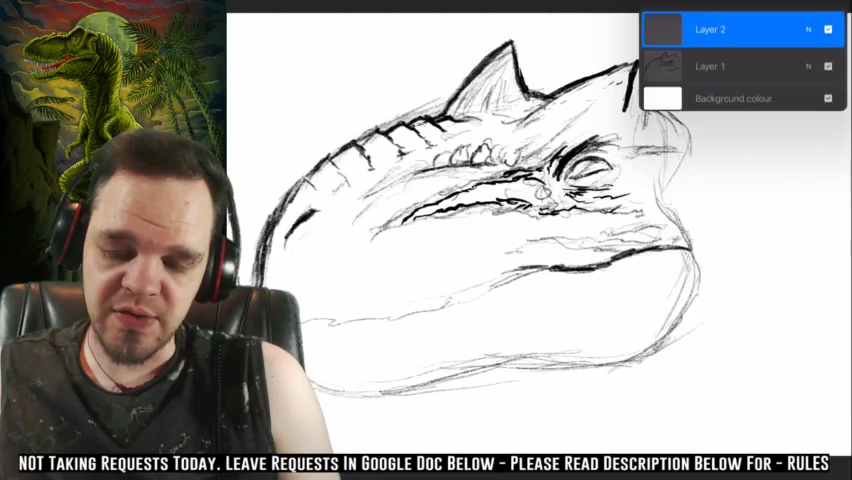 Layer 2 N
Layer 1 N
Background colour
NOT TAKING REQUESTS TODAY. LEAVE REQUESTS IN GOOGLE DOC BELOW - PLEASE READ DESCRIPTION BELOW FOR - RULES